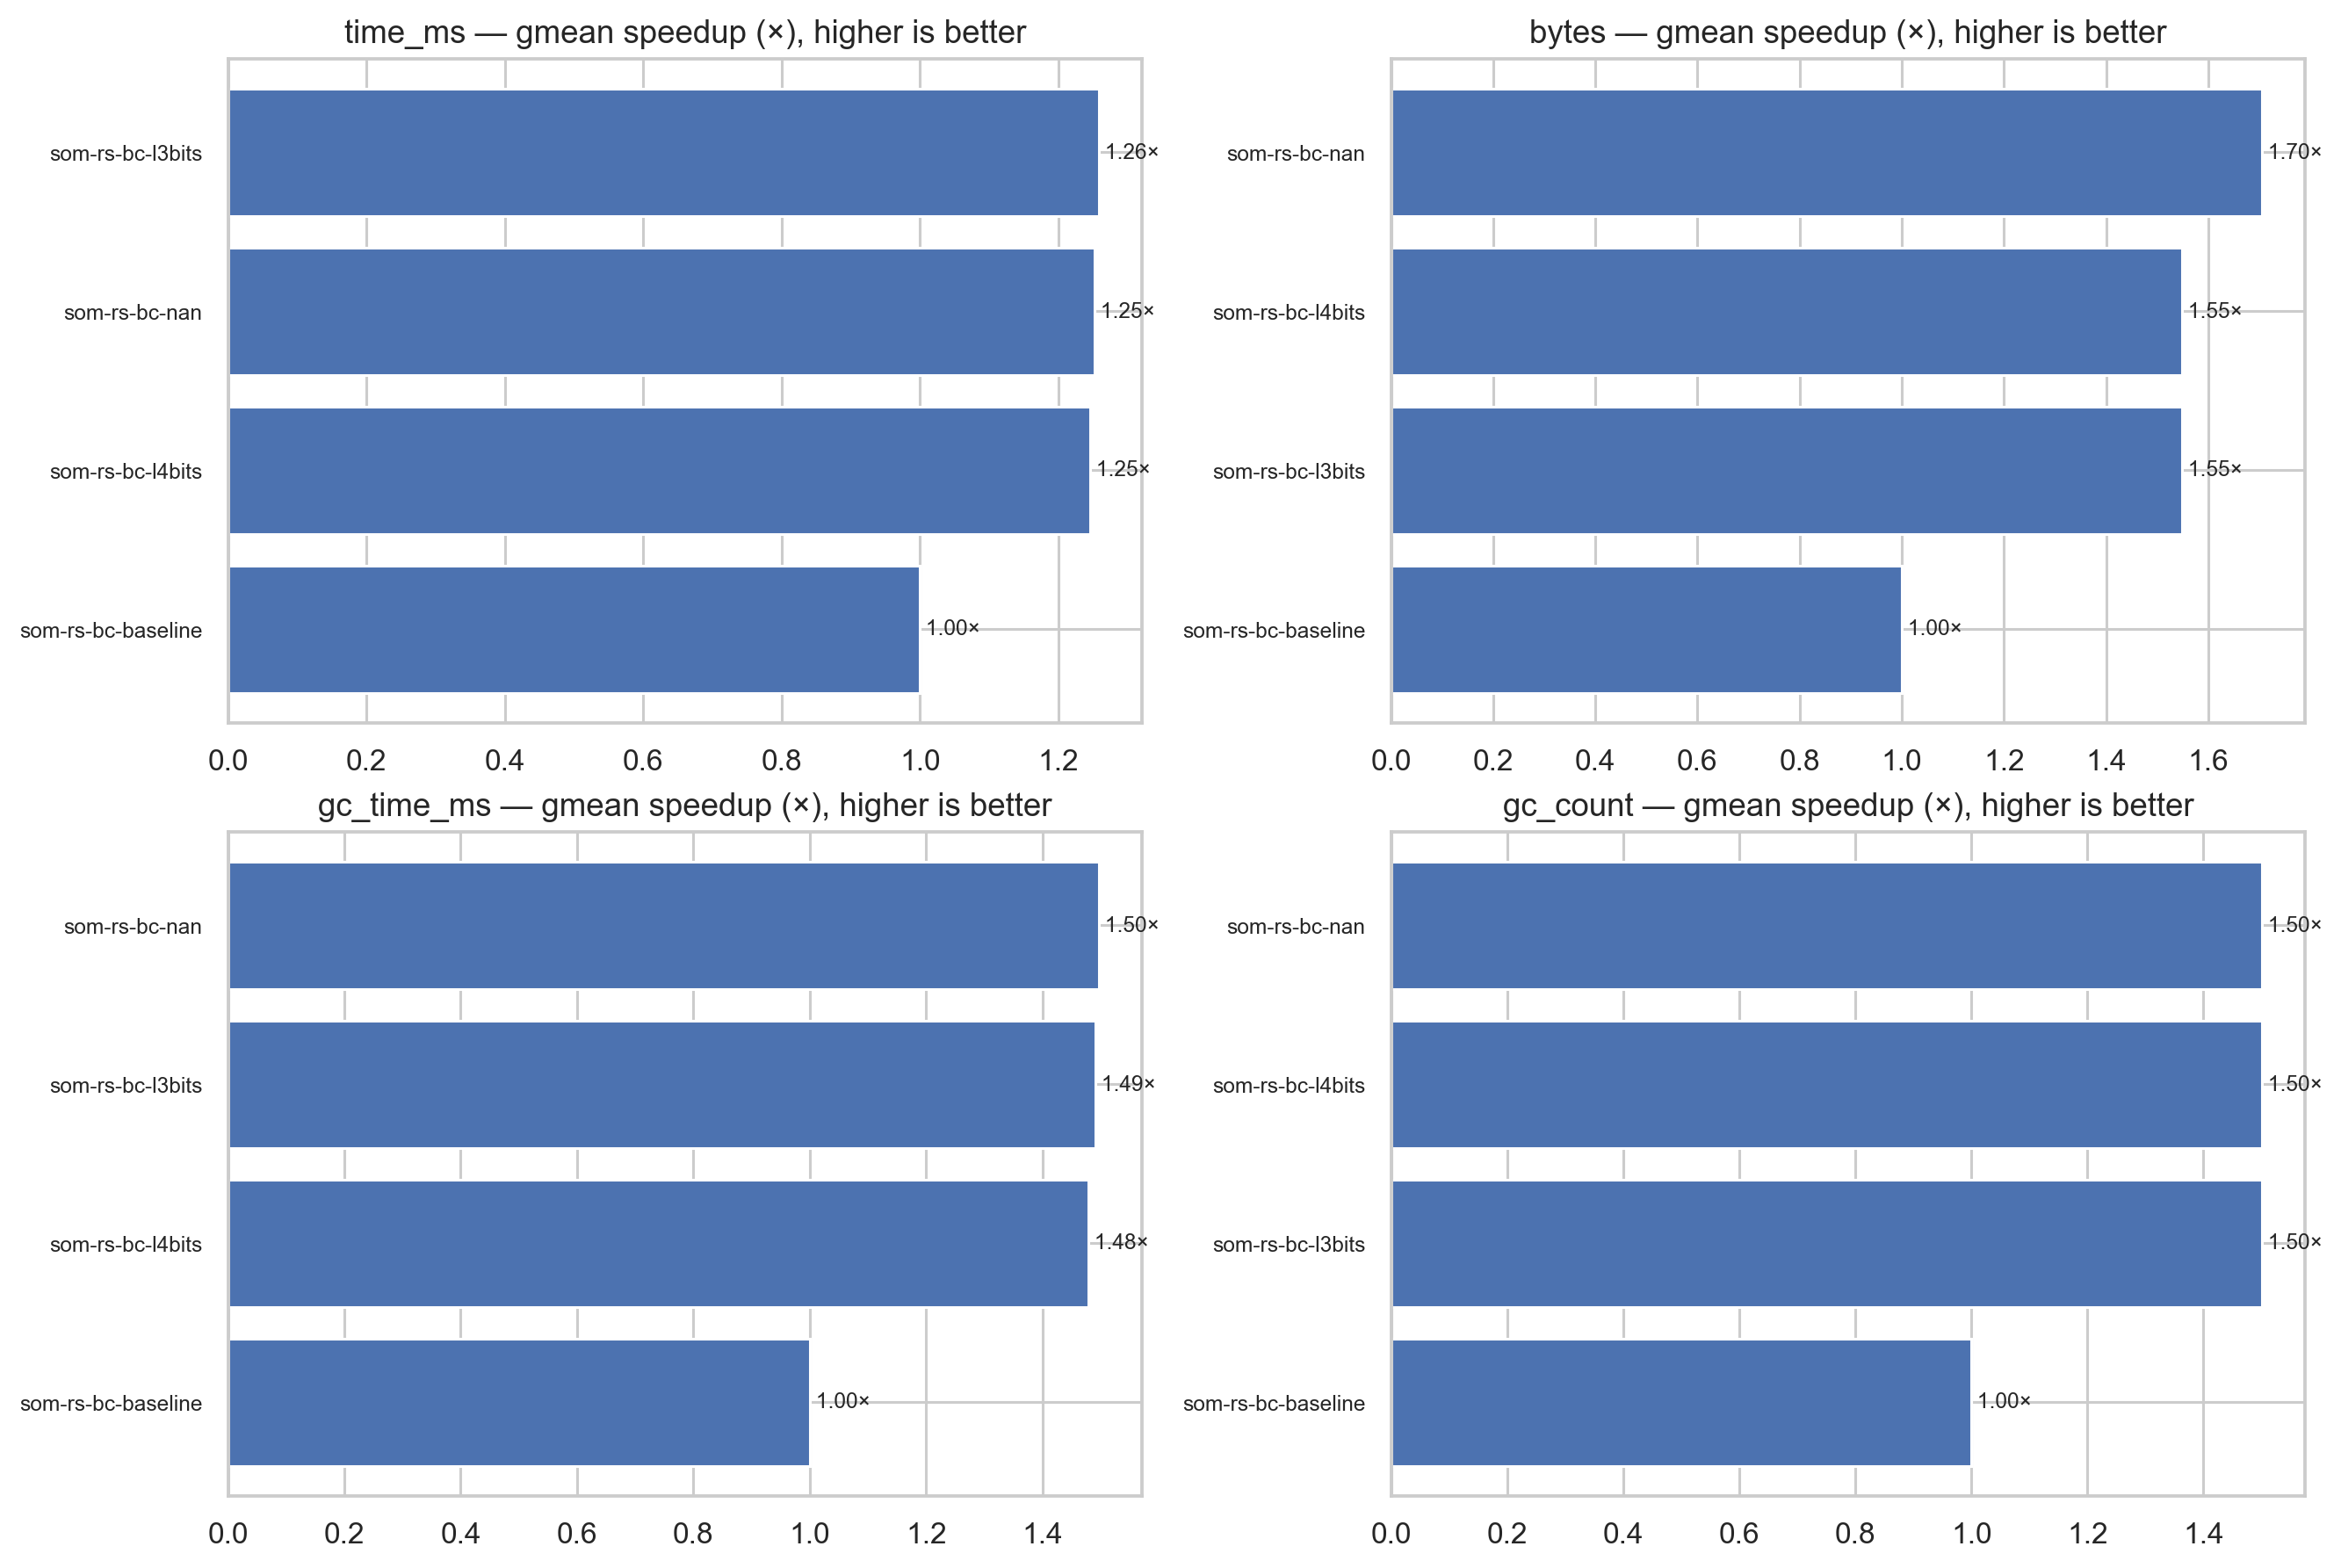 time_ms — gmean speedup (×), higher is better
som-rs-bc-l3bits
1.26×
som-rs-bc-nan
1.25×
som-rs-bc-l4bits
1.25×
som-rs-bc-baseline
1.00×
0.0 0.2 0.4 0.6 0.8 1.0 1.2
bytes — gmean speedup (×), higher is better
som-rs-bc-nan
1.70×
som-rs-bc-l4bits
1.55×
som-rs-bc-l3bits
1.55×
som-rs-bc-baseline
1.00×
0.0 0.2 0.4 0.6 0.8 1.0 1.2 1.4 1.6
gc_time_ms — gmean speedup (×), higher is better
som-rs-bc-nan
1.50×
som-rs-bc-l3bits
1.49×
som-rs-bc-l4bits
1.48×
som-rs-bc-baseline
1.00×
0.0 0.2 0.4 0.6 0.8 1.0 1.2 1.4
gc_count — gmean speedup (×), higher is better
som-rs-bc-nan
1.50×
som-rs-bc-l4bits
1.50×
som-rs-bc-l3bits
1.50×
som-rs-bc-baseline
1.00×
0.0 0.2 0.4 0.6 0.8 1.0 1.2 1.4